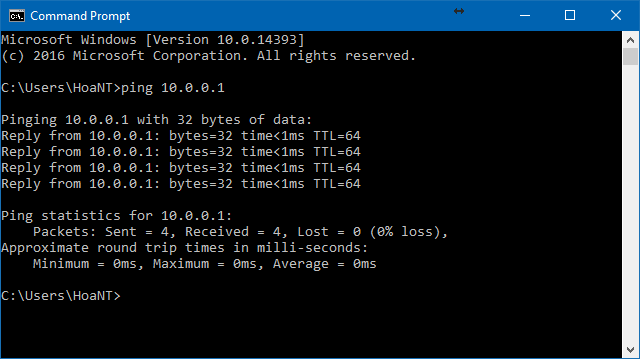 Command Prompt
Microsoft Windows [Version 10.0.14393]
(c) 2016 Microsoft Corporation. All rights reserved.
C:\Users\HoaNT>ping 10.0.0.1
Pinging 10.0.0.1 with 32 bytes of data:
Reply from 10.0.0.1: bytes=32 time<1ms TTL=64
Reply from 10.0.0.1: bytes=32 time<1ms TTL=64
Reply from 10.0.0.1: bytes=32 time<1ms TTL=64
Reply from 10.0.0.1: bytes=32 time<1ms TTL=64
Ping statistics for 10.0.0.1:
    Packets: Sent = 4, Received = 4, Lost = 0 (0% loss),
Approximate round trip times in milli-seconds:
    Minimum = 0ms, Maximum = 0ms, Average = 0ms
C:\Users\HoaNT>